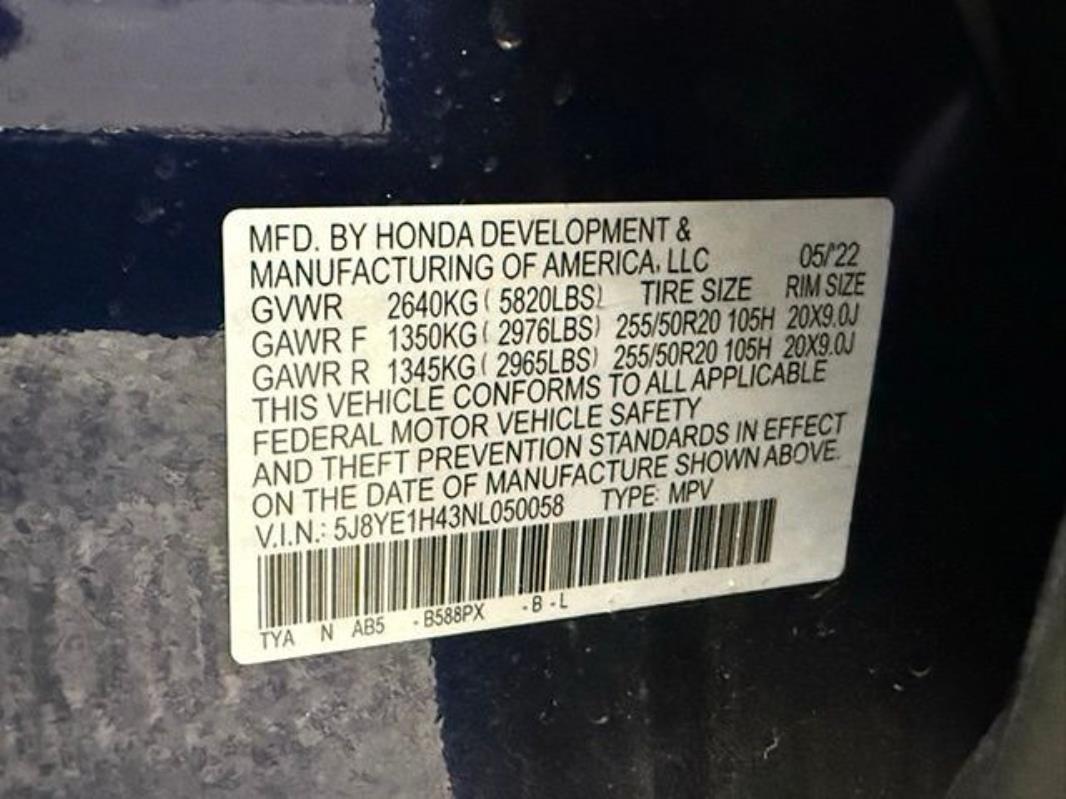 MFD. BY HONDA DEVELOPMENT &
MANUFACTURING OF AMERICA, LLC 05/'22
GVWR 2640KG ( 5820LBS) TIRE SIZE RIM SIZE
GAWR F 1350KG ( 2976LBS) 255/50R20 105H 20X9.0J
GAWR R 1345KG ( 2965LBS) 255/50R20 105H 20X9.0J
THIS VEHICLE CONFORMS TO ALL APPLICABLE
FEDERAL MOTOR VEHICLE SAFETY
AND THEFT PREVENTION STANDARDS IN EFFECT
ON THE DATE OF MANUFACTURE SHOWN ABOVE.
V.I.N.: 5J8YE1H43NL050058 TYPE: MPV
TYA N AB5 - B588PX - B - L